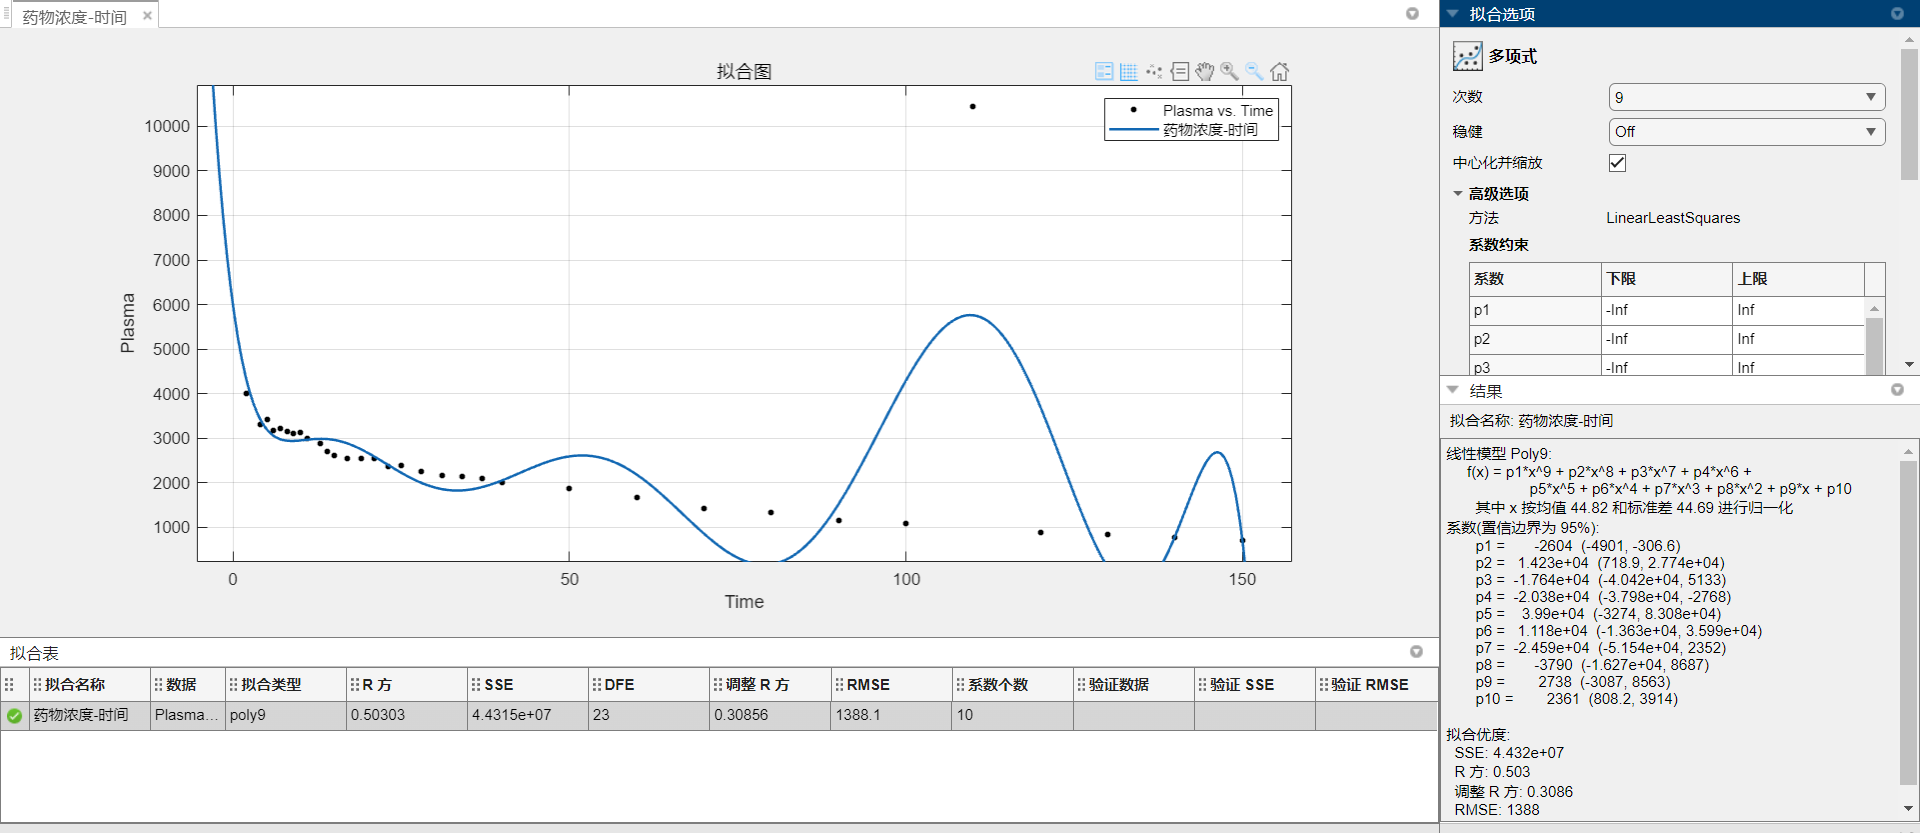 药物浓度-时间
拟合图
Plasma vs. Time
药物浓度-时间
10000
9000
8000
7000
6000
5000
4000
3000
2000
1000
Plasma
0
50
100
150
Time
拟合表
拟合名称 数据 拟合类型 R 方 SSE DFE 调整 R 方 RMSE 系数个数 验证数据 验证 SSE 验证 RMSE
药物浓度-时间 Plasma... poly9 0.50303 4.4315e+07 23 0.30856 1388.1 10
拟合选项
多项式
次数 9
稳健 Off
中心化并缩放
高级选项
方法 LinearLeastSquares
系数约束
系数 下限 上限
p1 -Inf Inf
p2 -Inf Inf
p3 -Inf Inf
结果
拟合名称: 药物浓度-时间
线性模型 Poly9:
f(x) = p1*x^9 + p2*x^8 + p3*x^7 + p4*x^6 +
p5*x^5 + p6*x^4 + p7*x^3 + p8*x^2 + p9*x + p10
其中 x 按均值 44.82 和标准差 44.69 进行归一化
系数(置信边界为 95%):
p1 = -2604 (-4901, -306.6)
p2 = 1.423e+04 (718.9, 2.774e+04)
p3 = -1.764e+04 (-4.042e+04, 5133)
p4 = -2.038e+04 (-3.798e+04, -2768)
p5 = 3.99e+04 (-3274, 8.308e+04)
p6 = 1.118e+04 (-1.363e+04, 3.599e+04)
p7 = -2.459e+04 (-5.154e+04, 2352)
p8 = -3790 (-1.627e+04, 8687)
p9 = 2738 (-3087, 8563)
p10 = 2361 (808.2, 3914)
拟合优度:
SSE: 4.432e+07
R 方: 0.503
调整 R 方: 0.3086
RMSE: 1388